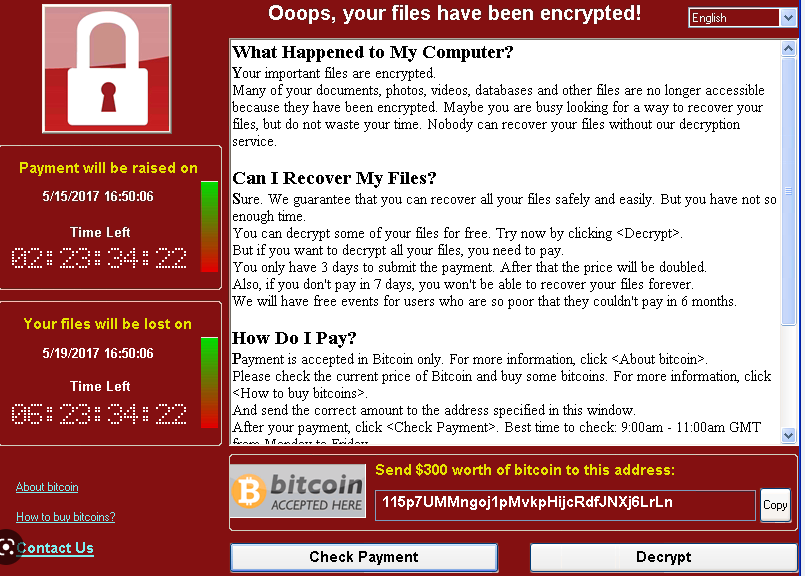 Ooops, your files have been encrypted!
English
Payment will be raised on
5/15/2017 16:50:06
Time Left
02:23:34:22
Your files will be lost on
5/19/2017 16:50:06
Time Left
06:23:34:22
About bitcoin
How to buy bitcoins?
Contact Us
What Happened to My Computer?
Your important files are encrypted.
Many of your documents, photos, videos, databases and other files are no longer accessible
because they have been encrypted. Maybe you are busy looking for a way to recover your
files, but do not waste your time. Nobody can recover your files without our decryption
service.
Can I Recover My Files?
Sure. We guarantee that you can recover all your files safely and easily. But you have not so
enough time.
You can decrypt some of your files for free. Try now by clicking <Decrypt>.
But if you want to decrypt all your files, you need to pay.
You only have 3 days to submit the payment. After that the price will be doubled.
Also, if you don't pay in 7 days, you won't be able to recover your files forever.
We will have free events for users who are so poor that they couldn't pay in 6 months.
How Do I Pay?
Payment is accepted in Bitcoin only. For more information, click <About bitcoin>.
Please check the current price of Bitcoin and buy some bitcoins. For more information, click
<How to buy bitcoins>.
And send the correct amount to the address specified in this window.
After your payment, click <Check Payment>. Best time to check: 9:00am - 11:00am GMT
from Monday to Friday.
bitcoin
ACCEPTED HERE
Send $300 worth of bitcoin to this address:
115p7UMMngoj1pMvkpHijcRdfJNXj6LrLn
Copy
Check Payment
Decrypt